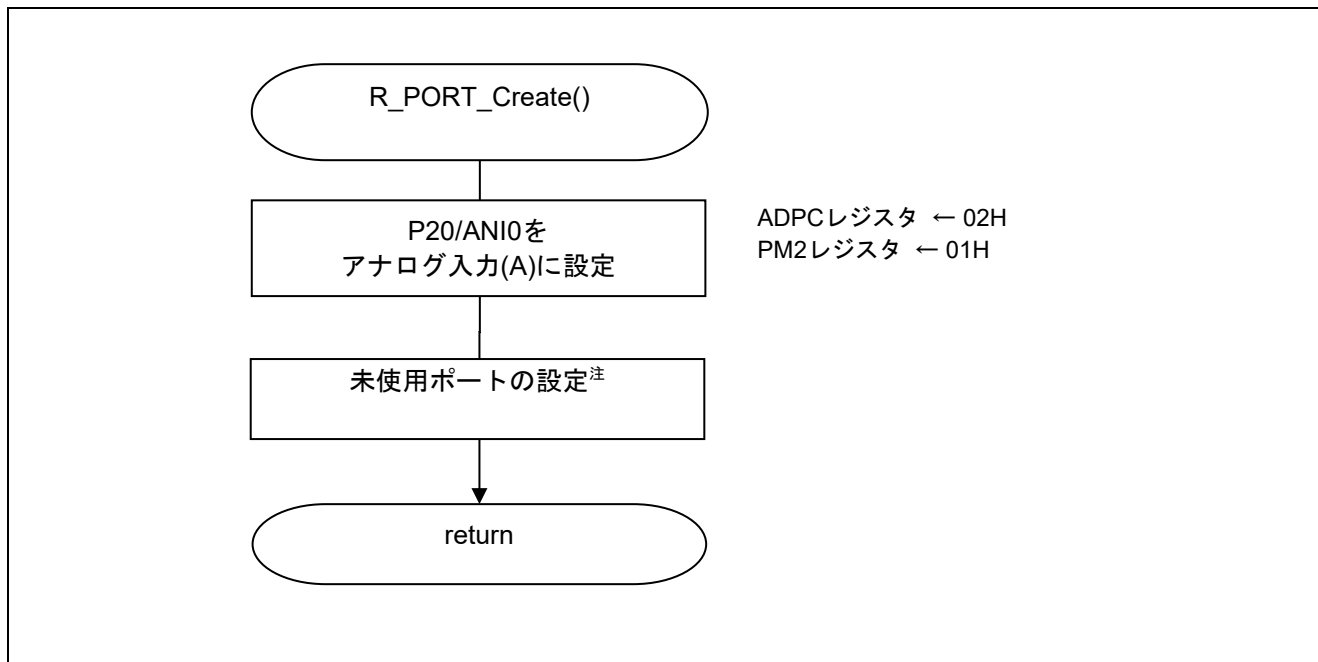 R_PORT_Create()
P20/ANI0を
アナログ入力(A)に設定
ADPCレジスタ ← 02H
PM2レジスタ ← 01H
未使用ポートの設定注
return